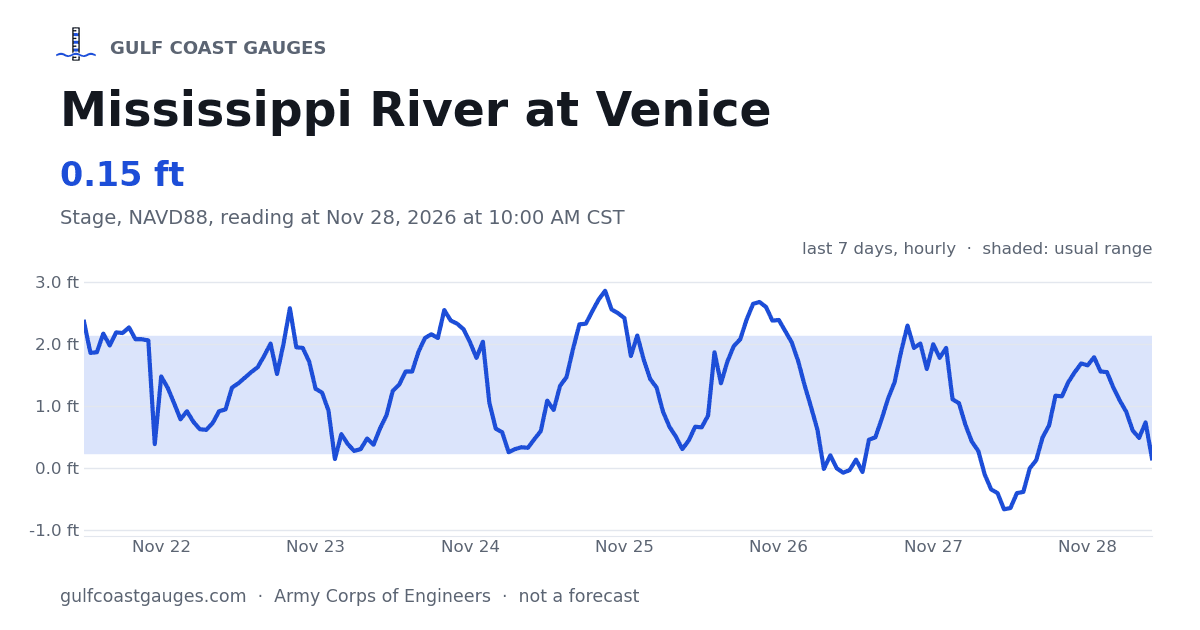 GULF COAST GAUGES
Mississippi River at Venice
0.15 ft
Stage, NAVD88, reading at Nov 28, 2026 at 10:00 AM CST
last 7 days, hourly · shaded: usual range
3.0 ft
2.0 ft
1.0 ft
0.0 ft
-1.0 ft
Nov 22 Nov 23 Nov 24 Nov 25 Nov 26 Nov 27 Nov 28
gulfcoastgauges.com · Army Corps of Engineers · not a forecast